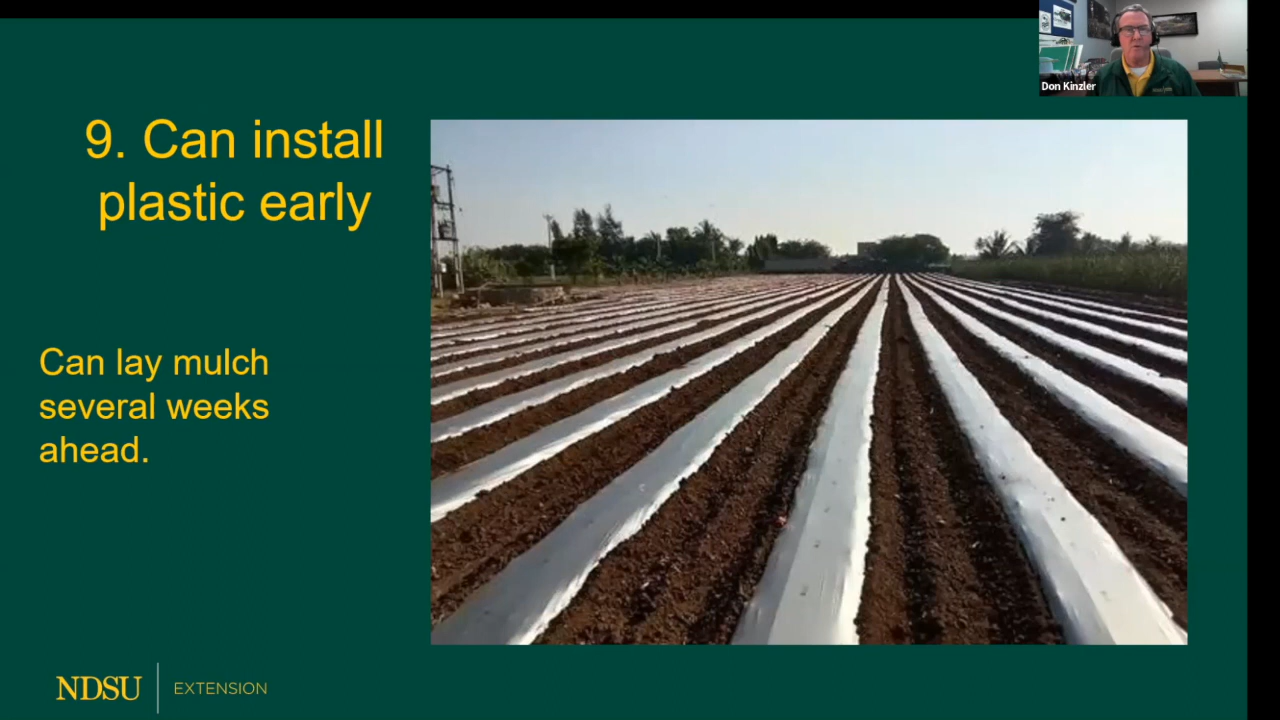 Don Kinzler
9. Can install
plastic early
Can lay mulch
several weeks
ahead.
NDSU EXTENSION